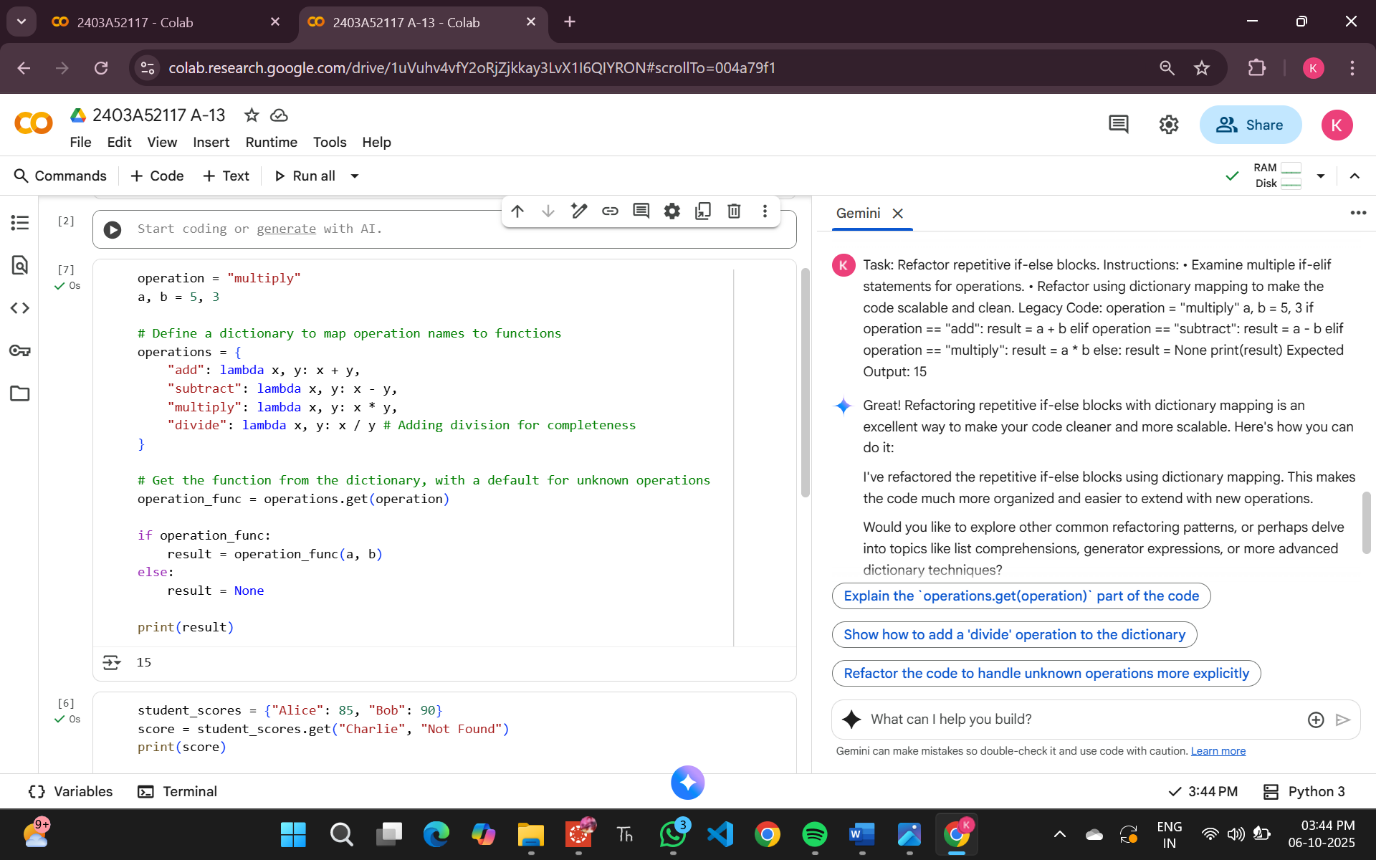 2403A52117 - Colab
2403A52117 A-13 - Colab
colab.research.google.com/drive/1uVuhv4vfY2oRjZjkkay3LvX1I6QIYRON#scrollTo=004a79f1
K
2403A52117 A-13
File Edit View Insert Runtime Tools Help
Share
K
Commands + Code + Text Run all
RAM
Disk
[2]
Start coding or generate with AI.
[7]
0s
operation = "multiply"
a, b = 5, 3
# Define a dictionary to map operation names to functions
operations = {
"add": lambda x, y: x + y,
"subtract": lambda x, y: x - y,
"multiply": lambda x, y: x * y,
"divide": lambda x, y: x / y # Adding division for completeness
}
# Get the function from the dictionary, with a default for unknown operations
operation_func = operations.get(operation)
if operation_func:
result = operation_func(a, b)
else:
result = None
print(result)
15
[6]
0s
student_scores = {"Alice": 85, "Bob": 90}
score = student_scores.get("Charlie", "Not Found")
print(score)
Gemini
K
Task: Refactor repetitive if-else blocks. Instructions: • Examine multiple if-elif
statements for operations. • Refactor using dictionary mapping to make the
code scalable and clean. Legacy Code: operation = "multiply" a, b = 5, 3 if
operation == "add": result = a + b elif operation == "subtract": result = a - b elif
operation == "multiply": result = a * b else: result = None print(result) Expected
Output: 15
Great! Refactoring repetitive if-else blocks with dictionary mapping is an
excellent way to make your code cleaner and more scalable. Here's how you can
do it:
I've refactored the repetitive if-else blocks using dictionary mapping. This makes
the code much more organized and easier to extend with new operations.
Would you like to explore other common refactoring patterns, or perhaps delve
into topics like list comprehensions, generator expressions, or more advanced
dictionary techniques?
Explain the `operations.get(operation)` part of the code
Show how to add a 'divide' operation to the dictionary
Refactor the code to handle unknown operations more explicitly
What can I help you build?
Gemini can make mistakes so double-check it and use code with caution. Learn more
Variables Terminal
3:44 PM Python 3
9+
Th
3
K
ENG
IN
03:44 PM
06-10-2025